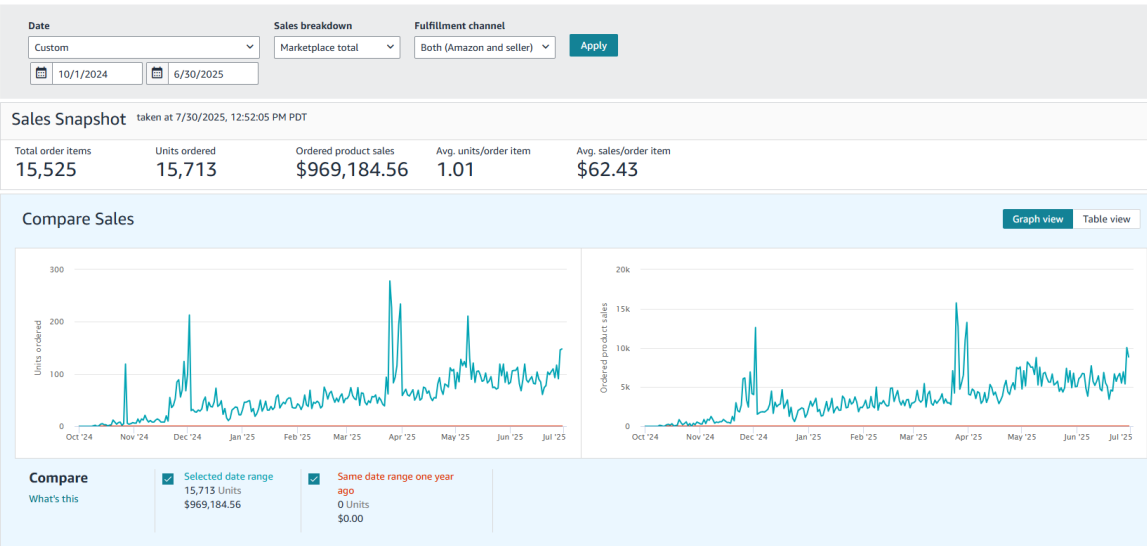 Date
Sales breakdown
Fulfillment channel
Custom
Marketplace total
Both (Amazon and seller)
Apply
10/1/2024
6/30/2025
Sales Snapshot taken at 7/30/2025, 12:52:05 PM PDT
Total order items
Units ordered
Ordered product sales
Avg. units/order item
Avg. sales/order item
15,525
15,713
$969,184.56
1.01
$62.43
Compare Sales
Graph view
Table view
Units ordered
300
200
100
0
Oct '24
Nov '24
Dec '24
Jan '25
Feb '25
Mar '25
Apr '25
May '25
Jun '25
Jul '25
Ordered product sales
20k
15k
10k
5k
0
Oct '24
Nov '24
Dec '24
Jan '25
Feb '25
Mar '25
Apr '25
May '25
Jun '25
Jul '25
Compare
What's this
Selected date range
15,713 Units
$969,184.56
Same date range one year
ago
0 Units
$0.00